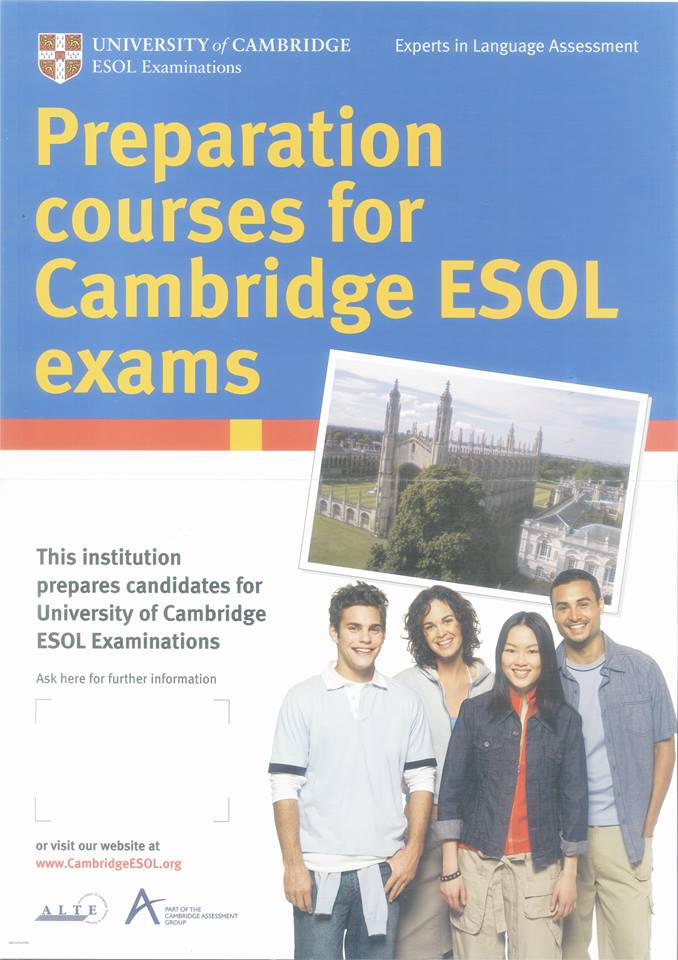 UNIVERSITY of CAMBRIDGE
ESOL Examinations
Experts in Language Assessment
Preparation
courses for
Cambridge ESOL
exams
This institution
prepares candidates for
University of Cambridge
ESOL Examinations
Ask here for further information
or visit our website at
www.CambridgeESOL.org
ALTE
PART OF THE
CAMBRIDGE ASSESSMENT
GROUP